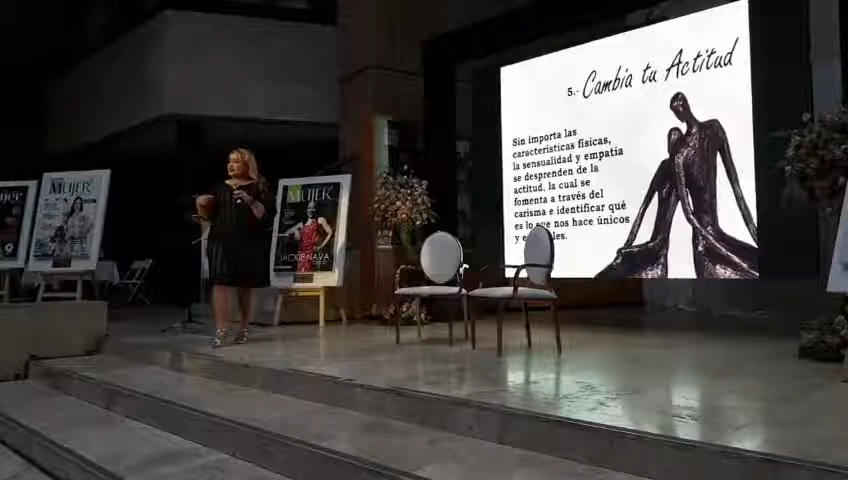 5.- Cambia tu Actitud
Sin importa las
características físicas,
la sensualidad y empatía
se desprenden de la
actitud, la cual se
fomenta a través del
carisma e identificar qué
es lo que nos hace únicos
y
MUJER
MUJER
JACKIE NAVA